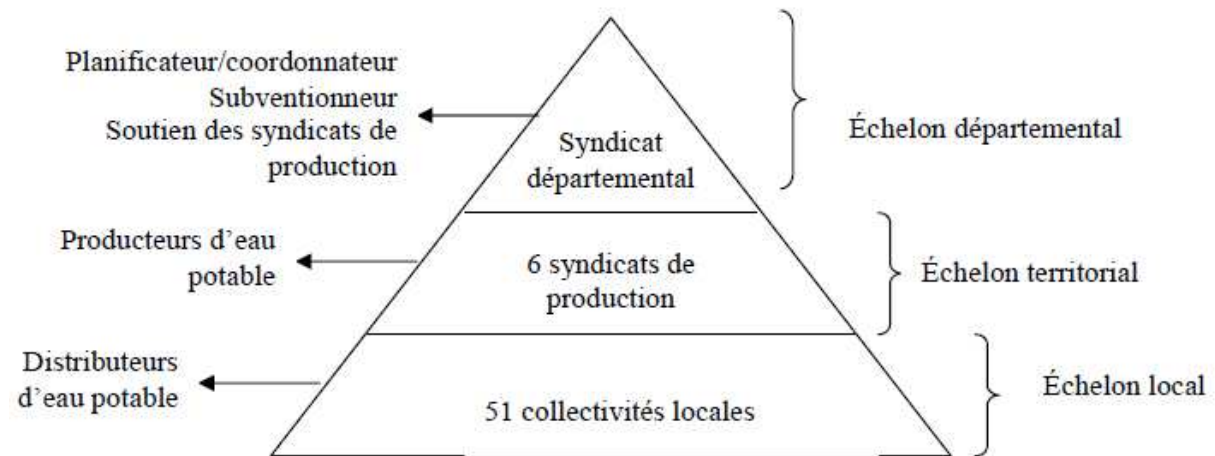 Planificateur/coordonnateur
Subventionneur
Soutien des syndicats de
production
Syndicat
départemental
Échelon départemental
Producteurs d’eau
potable
6 syndicats de
production
Échelon territorial
Distributeurs
d’eau potable
51 collectivités locales
Échelon local